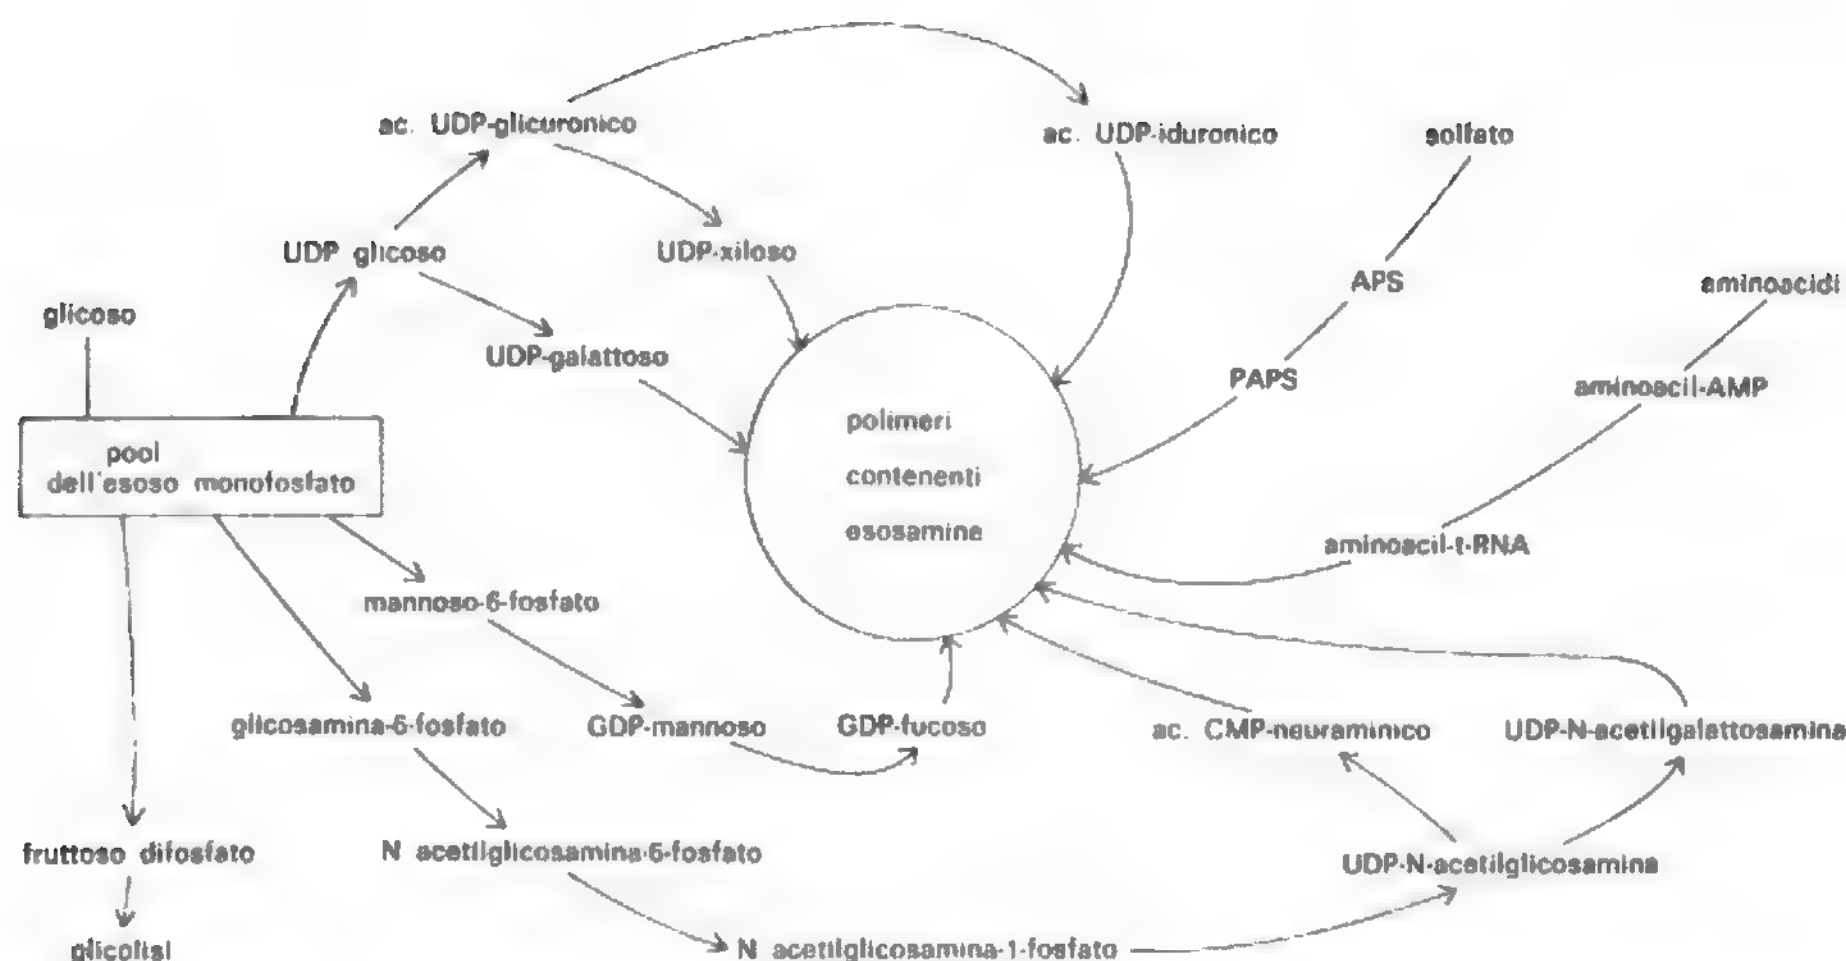 ac. UDP-glicuronico
ac. UDP-iduronico
solfato
UDP glicoso
UDP-xiloso
APS
aminoacidi
glicoso
UDP-galattoso
PAPS
aminoacil-AMP
pool
dell'esoso monofosfato
polimeri
contenenti
esosamine
aminoacil-t-RNA
mannoso-6-fosfato
glicosamina-6-fosfato
GDP-mannoso
GDP-fucoso
ac. CMP-neuraminico
UDP-N-acetilgalattosamina
fruttoso difosfato
N acetilglicosamina-6-fosfato
UDP-N-acetilglicosamina
glicolisi
N acetilglicosamina-1-fosfato